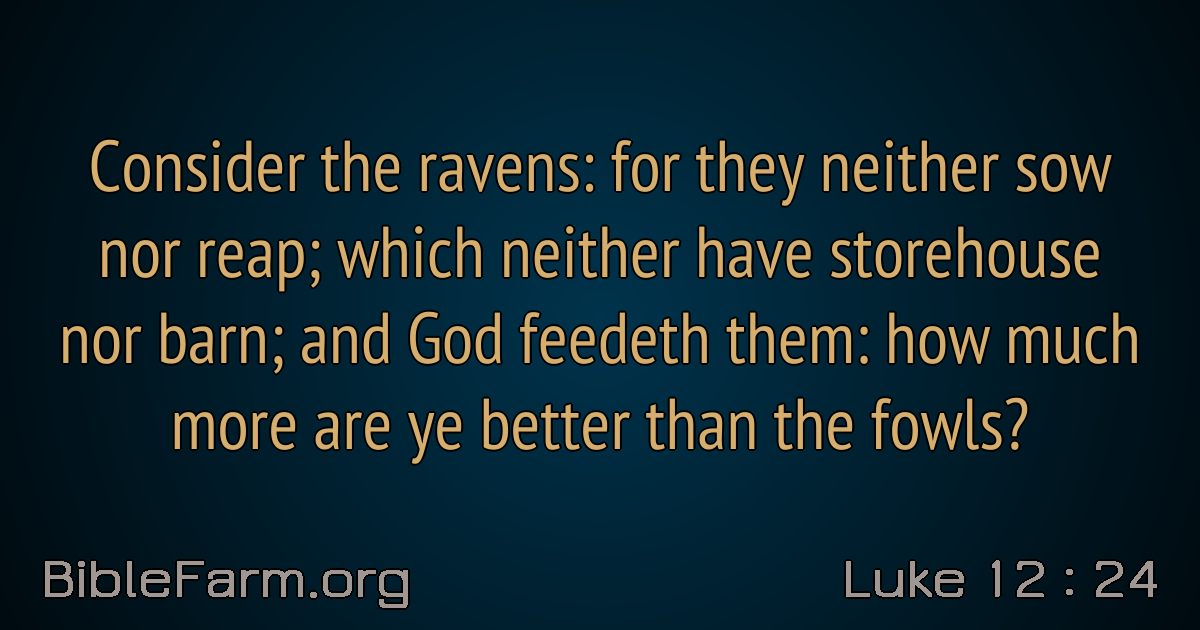 Consider the ravens: for they neither sow
nor reap; which neither have storehouse
nor barn; and God feedeth them: how much
more are ye better than the fowls?
BibleFarm.org
Luke 12 : 24